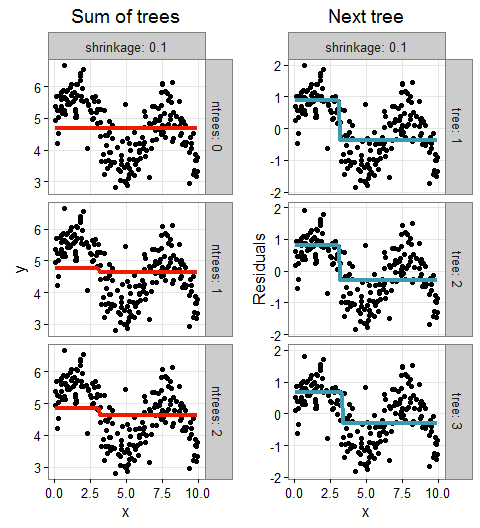 Sum of trees
shrinkage: 0.1
6
5
4
3
ntrees: 0
6
5
4
3
ntrees: 1
6
5
4
3
ntrees: 2
y
0.0 2.5 5.0 7.5 10.0
x
Next tree
shrinkage: 0.1
2
1
0
-1
-2
tree: 1
2
1
0
-1
-2
tree: 2
2
1
0
-1
-2
tree: 3
Residuals
0.0 2.5 5.0 7.5 10.0
x